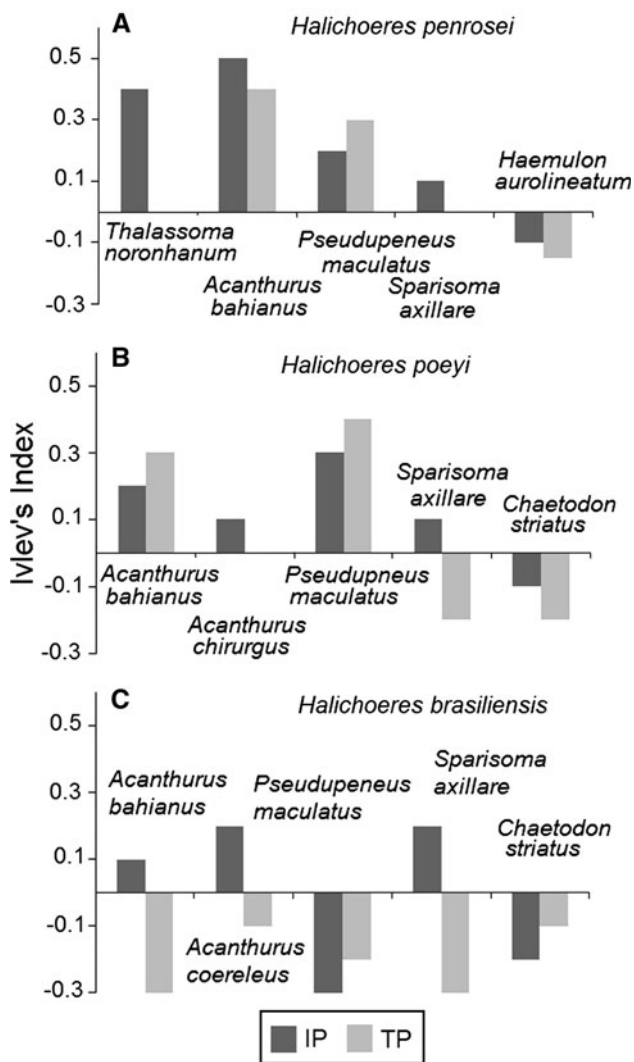 A
Halichoeres penrosei
0.5
0.3
0.1
-0.1
-0.3
Haemulon
aurolineatum
Thalassoma
noronhanum
Acanthurus
bahianus
Pseudupeneus
maculatus
Sparisoma
axillare
B
Halichoeres poeyi
Ivlev's Index
0.5
0.3
0.1
-0.1
-0.3
Sparisoma
axillare
Chaetodon
striatus
Acanthurus
bahianus
Acanthurus
chirurgus
Pseudupneus
maculatus
C
Halichoeres brasiliensis
0.5
0.3
0.1
-0.1
-0.3
Acanthurus
bahianus
Pseudupeneus
maculatus
Sparisoma
axillare
Chaetodon
striatus
Acanthurus
coereleus
IP TP